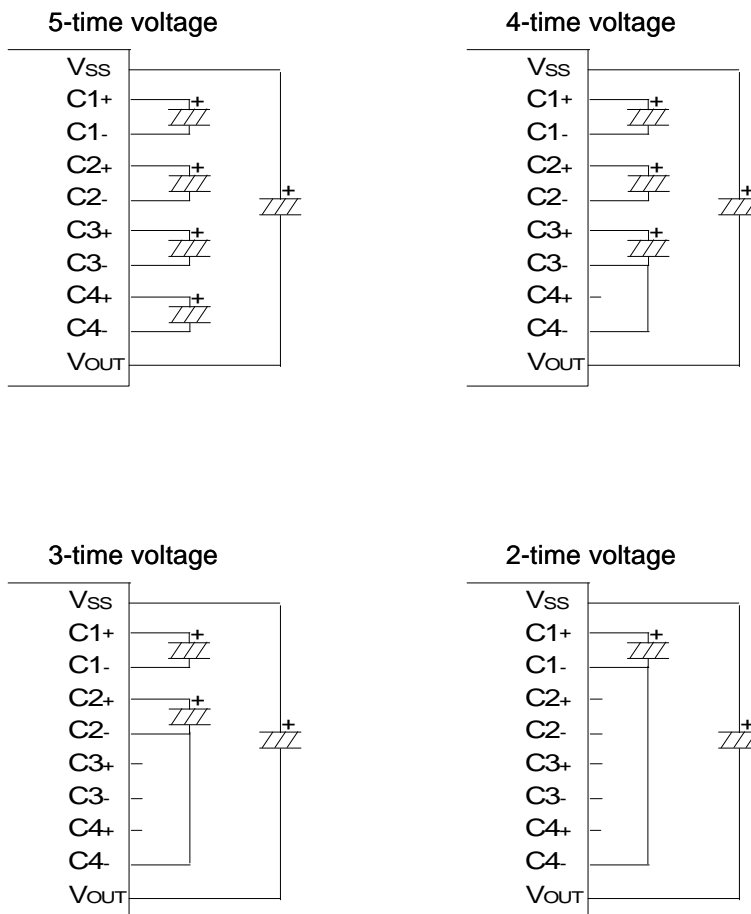 5-time voltage
VSS
C1+
+
C1-
C2+
+
C2-
+
C3+
+
C3-
C4+
+
C4-
VOUT
4-time voltage
VSS
C1+
+
C1-
C2+
+
C2-
+
C3+
+
C3-
C4+
C4-
VOUT
3-time voltage
VSS
C1+
+
C1-
C2+
+
C2-
+
C3+
C3-
C4+
C4-
VOUT
2-time voltage
VSS
C1+
+
C1-
C2+
C2-
+
C3+
C3-
C4+
C4-
VOUT